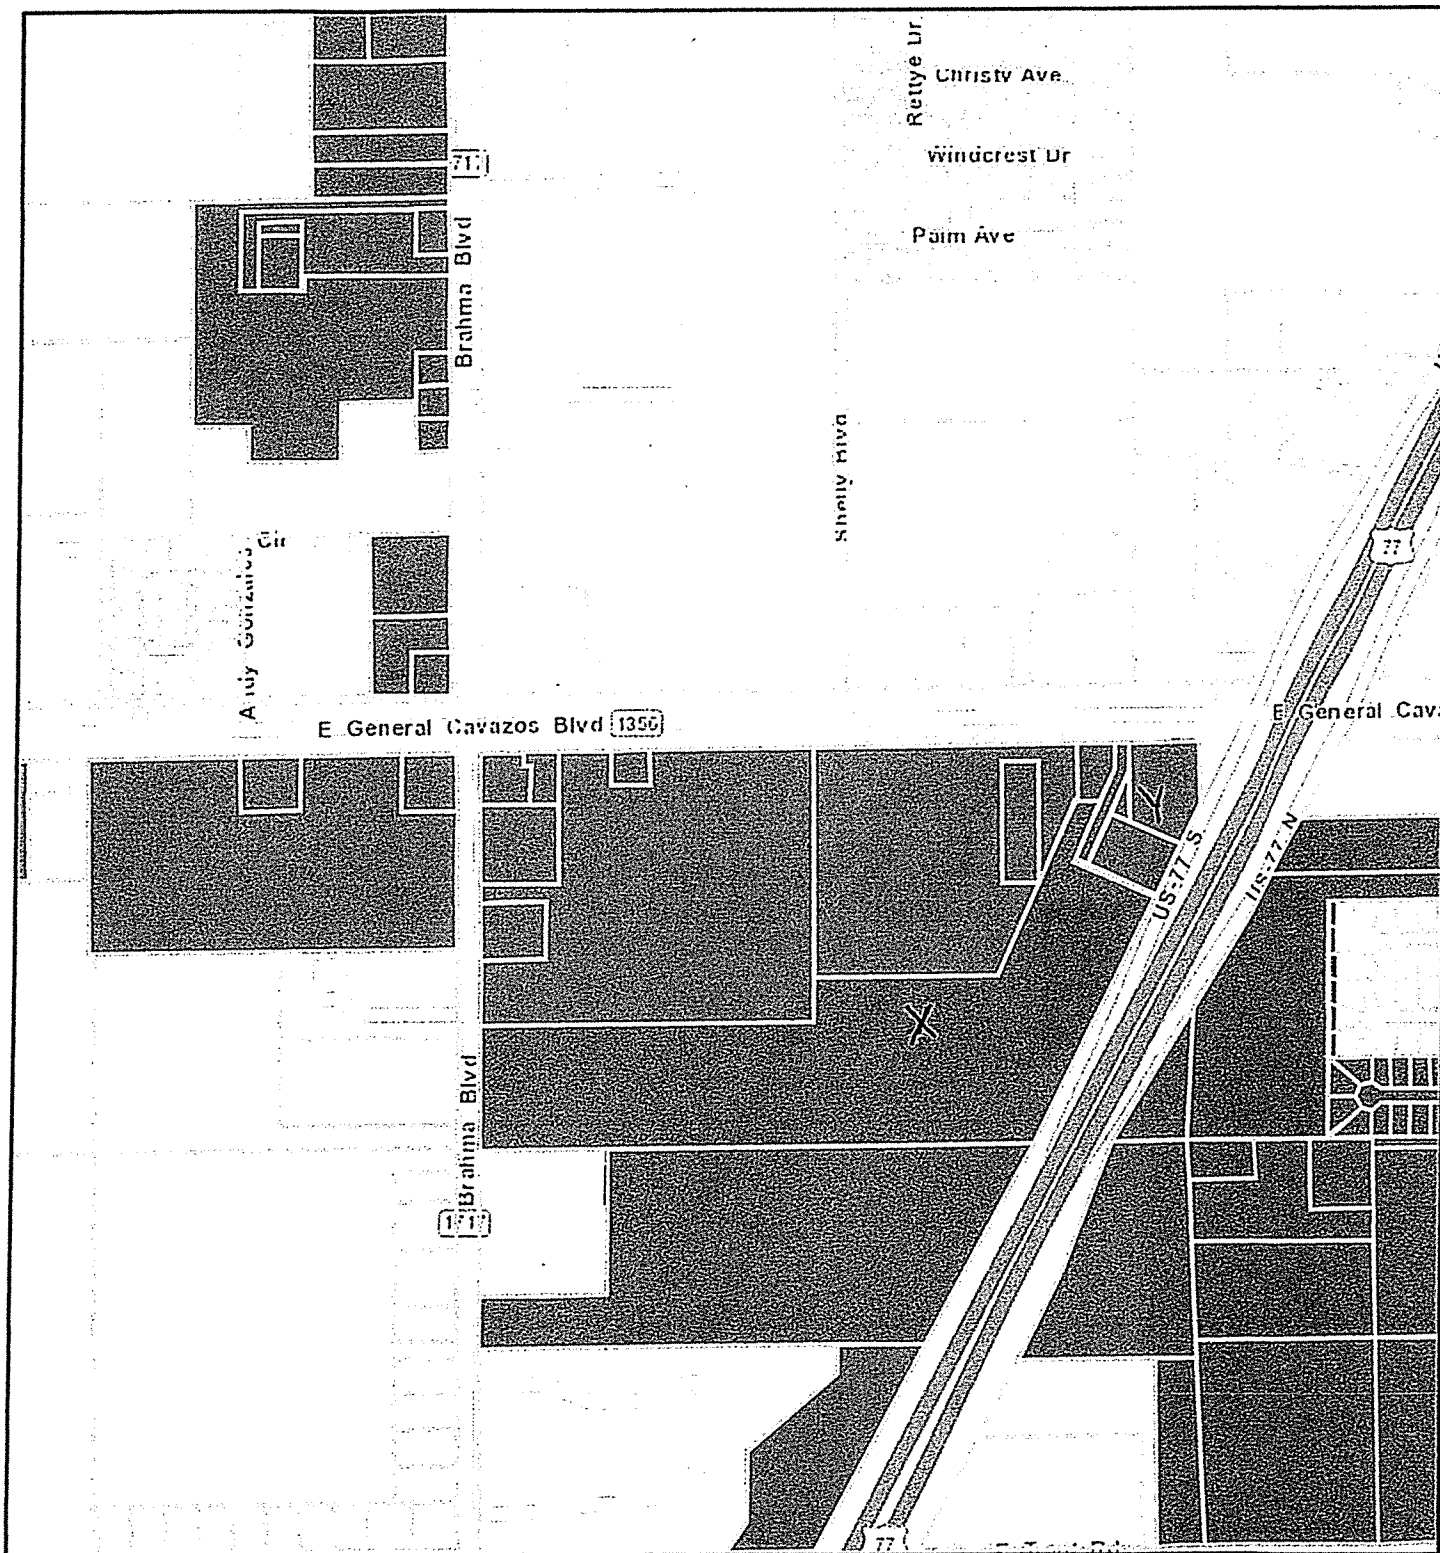 Rettye Dr
Christy Ave
Windcrest Dr
Palm Ave
717
Brahma Blvd
Shelly Blvd
77
Cir
Andy Gonzales
E General Cavazos Blvd 1356
E General Cava
X
Y
US-77 S
US-77 N
Brahma Blvd
1717
77